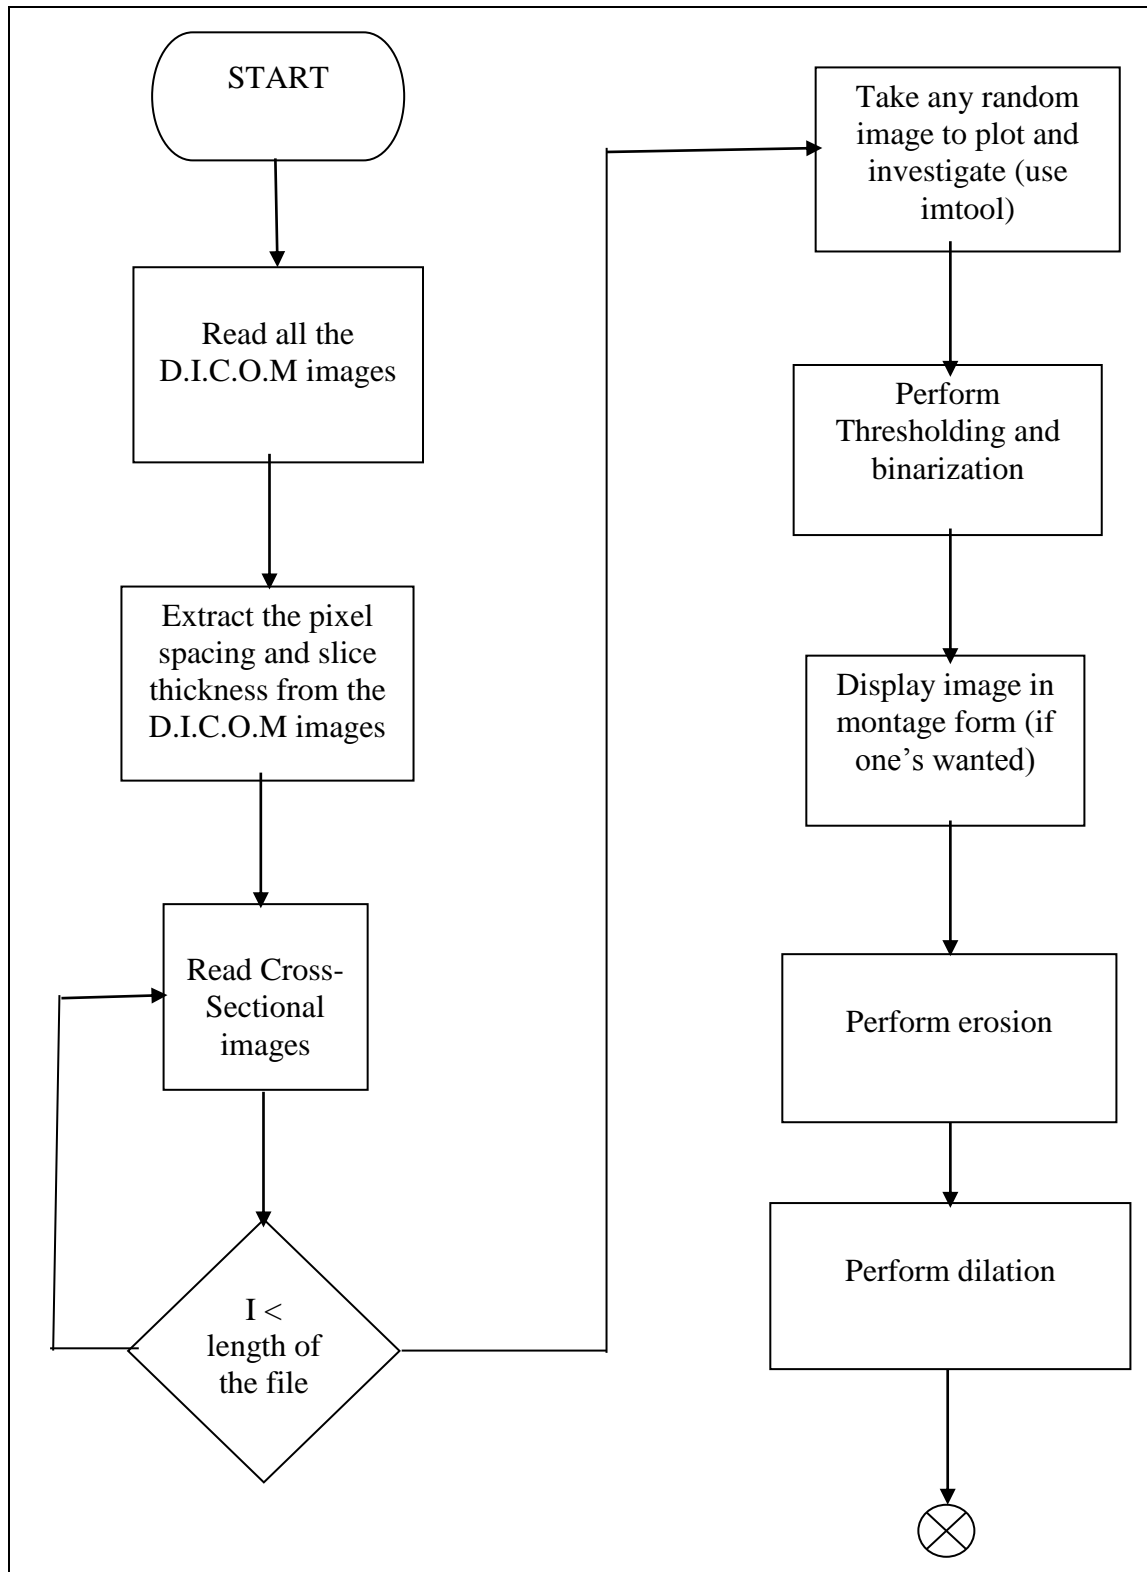 START
Read all the
D.I.C.O.M images
Extract the pixel
spacing and slice
thickness from the
D.I.C.O.M images
Read Cross-
Sectional
images
I <
length of
the file
Take any random
image to plot and
investigate (use
imtool)
Perform
Thresholding and
binarization
Display image in
montage form (if
one’s wanted)
Perform erosion
Perform dilation